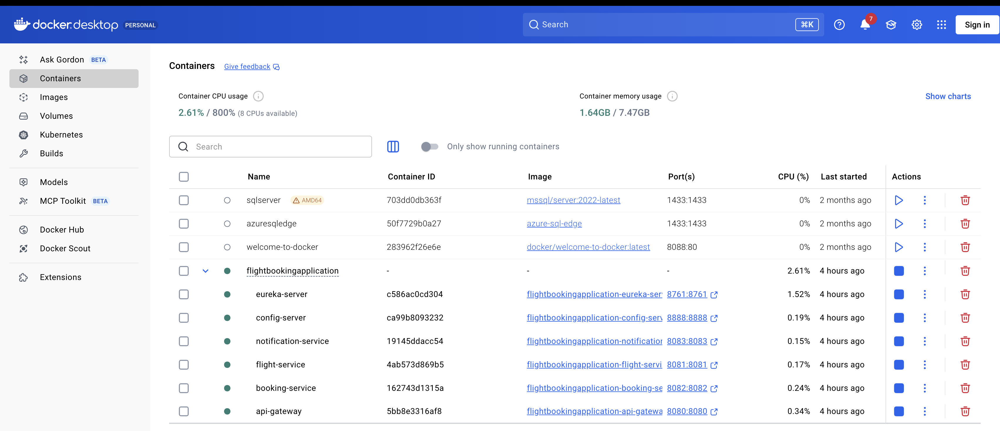 docker.desktop PERSONAL Search ⌘K 7 Sign in
Ask Gordon BETA
Containers
Images
Volumes
Kubernetes
Builds
Models
MCP Toolkit BETA
Docker Hub
Docker Scout
Extensions
Containers Give feedback
Container CPU usage
2.61% / 800% (8 CPUs available)
Container memory usage
1.64GB / 7.47GB
Show charts
Search Only show running containers
Name Container ID Image Port(s) CPU (%) Last started Actions
sqlserver AMD64 703dd0db363f mssql/server:2022-latest 1433:1433 0% 2 months ago
azuresqledge 50f7729b0a27 azure-sql-edge 1433:1433 0% 2 months ago
welcome-to-docker 283962f26e6e docker/welcome-to-docker:latest 8088:80 0% 2 months ago
flightbookingapplication - - - 2.61% 4 hours ago
eureka-server c586ac0cd304 flightbookingapplication-eureka-ser 8761:8761 1.52% 4 hours ago
config-server ca99b8093232 flightbookingapplication-config-serv 8888:8888 0.19% 4 hours ago
notification-service 19145ddacc54 flightbookingapplication-notification 8083:8083 0.15% 4 hours ago
flight-service 4ab573d869b5 flightbookingapplication-flight-servi 8081:8081 0.17% 4 hours ago
booking-service 162743d1315a flightbookingapplication-booking-se 8082:8082 0.24% 4 hours ago
api-gateway 5bb8e3316af8 flightbookingapplication-api-gatewa 8080:8080 0.34% 4 hours ago